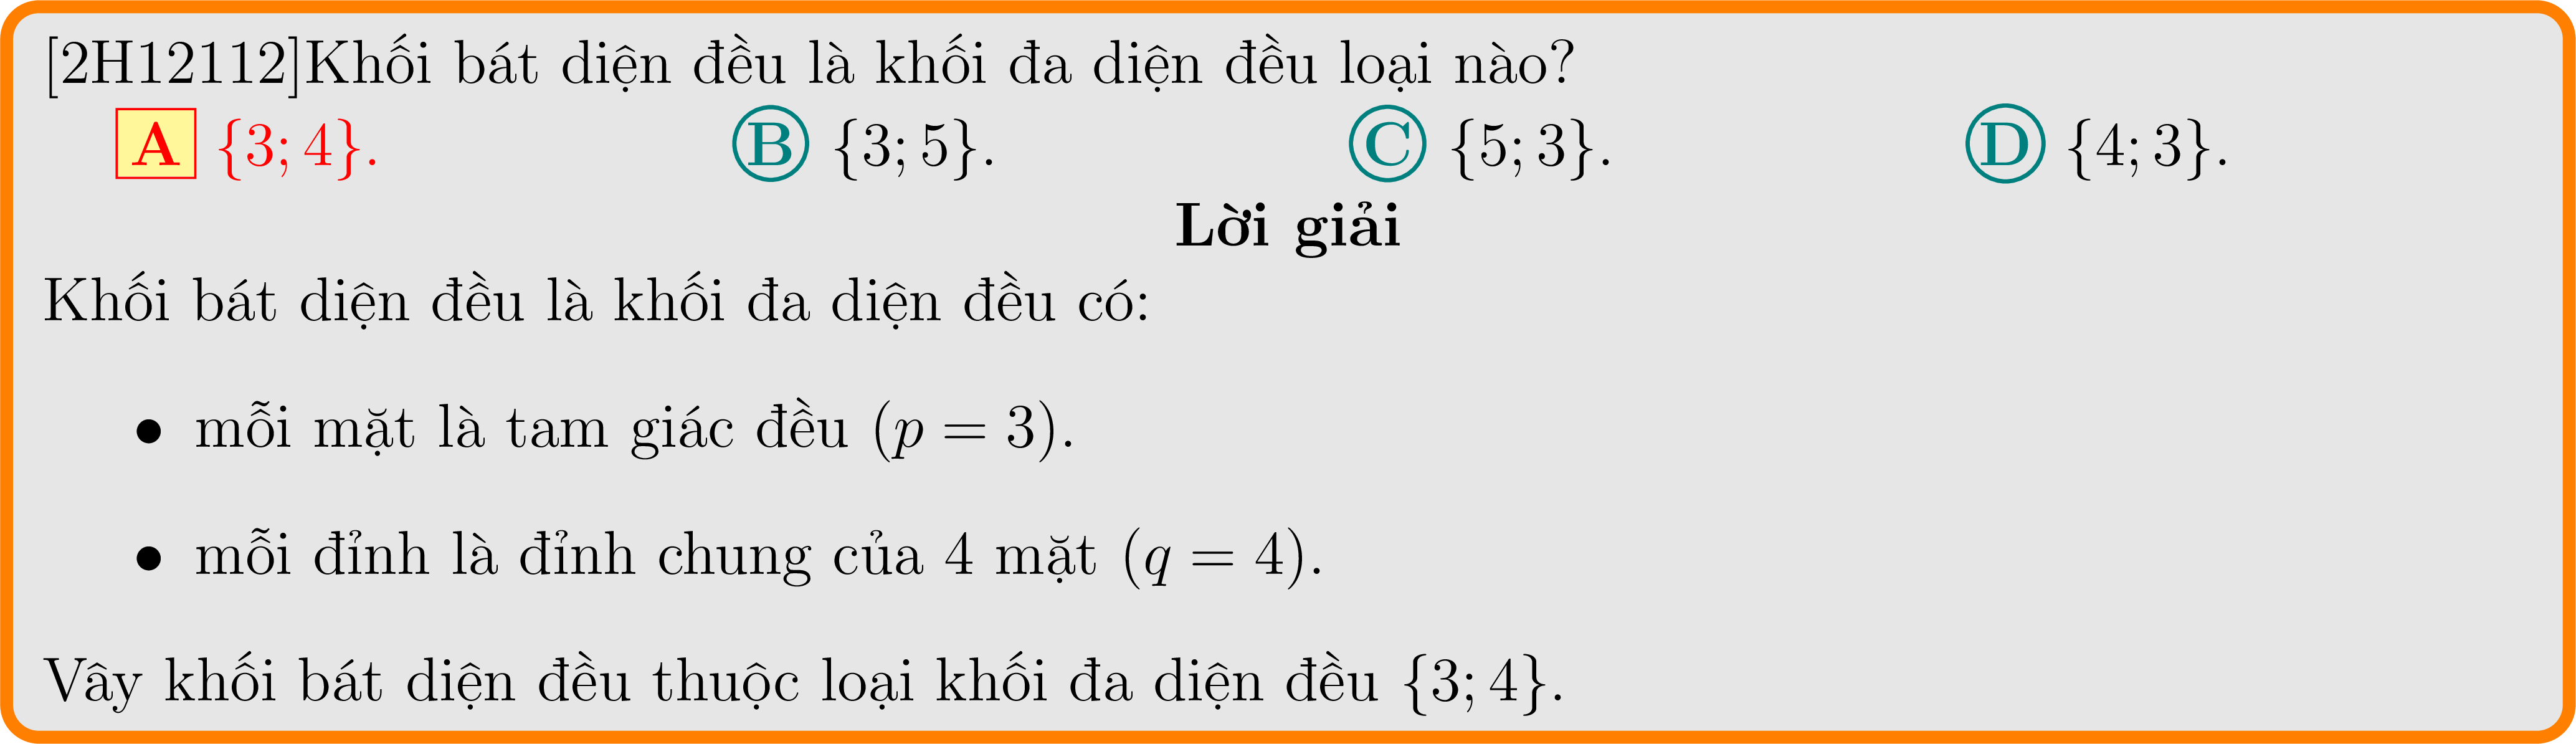 [2H12112]Khối bát diện đều là khối đa diện đều loại nào?
A {3; 4}. B {3; 5}. C {5; 3}. D {4; 3}.
Lời giải
Khối bát diện đều là khối đa diện đều có:
• mỗi mặt là tam giác đều (p = 3).
• mỗi đỉnh là đỉnh chung của 4 mặt (q = 4).
Vây khối bát diện đều thuộc loại khối đa diện đều {3; 4}.